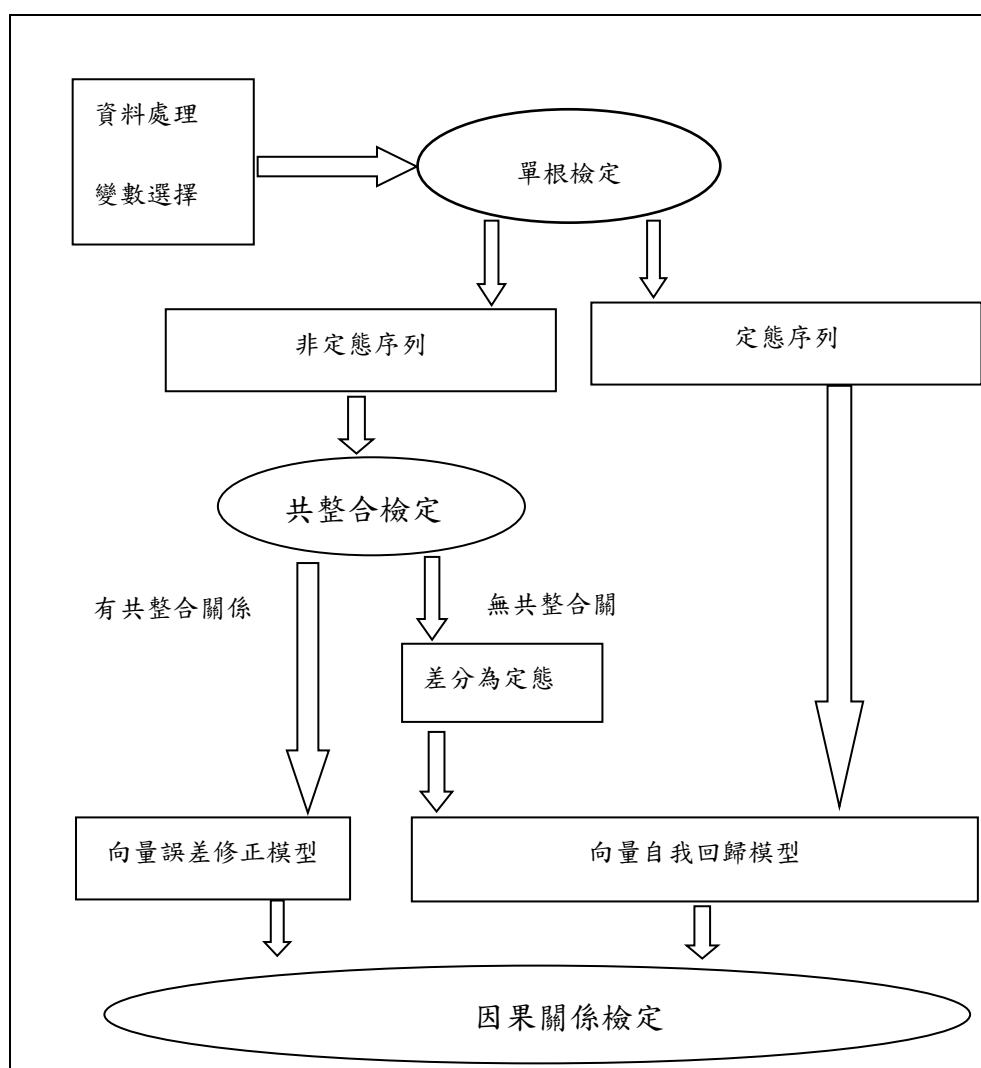 資料處理
變數選擇
單根檢定
非定態序列
定態序列
共整合檢定
有共整合關係
無共整合關
差分為定態
向量誤差修正模型
向量自我回歸模型
因果關係檢定